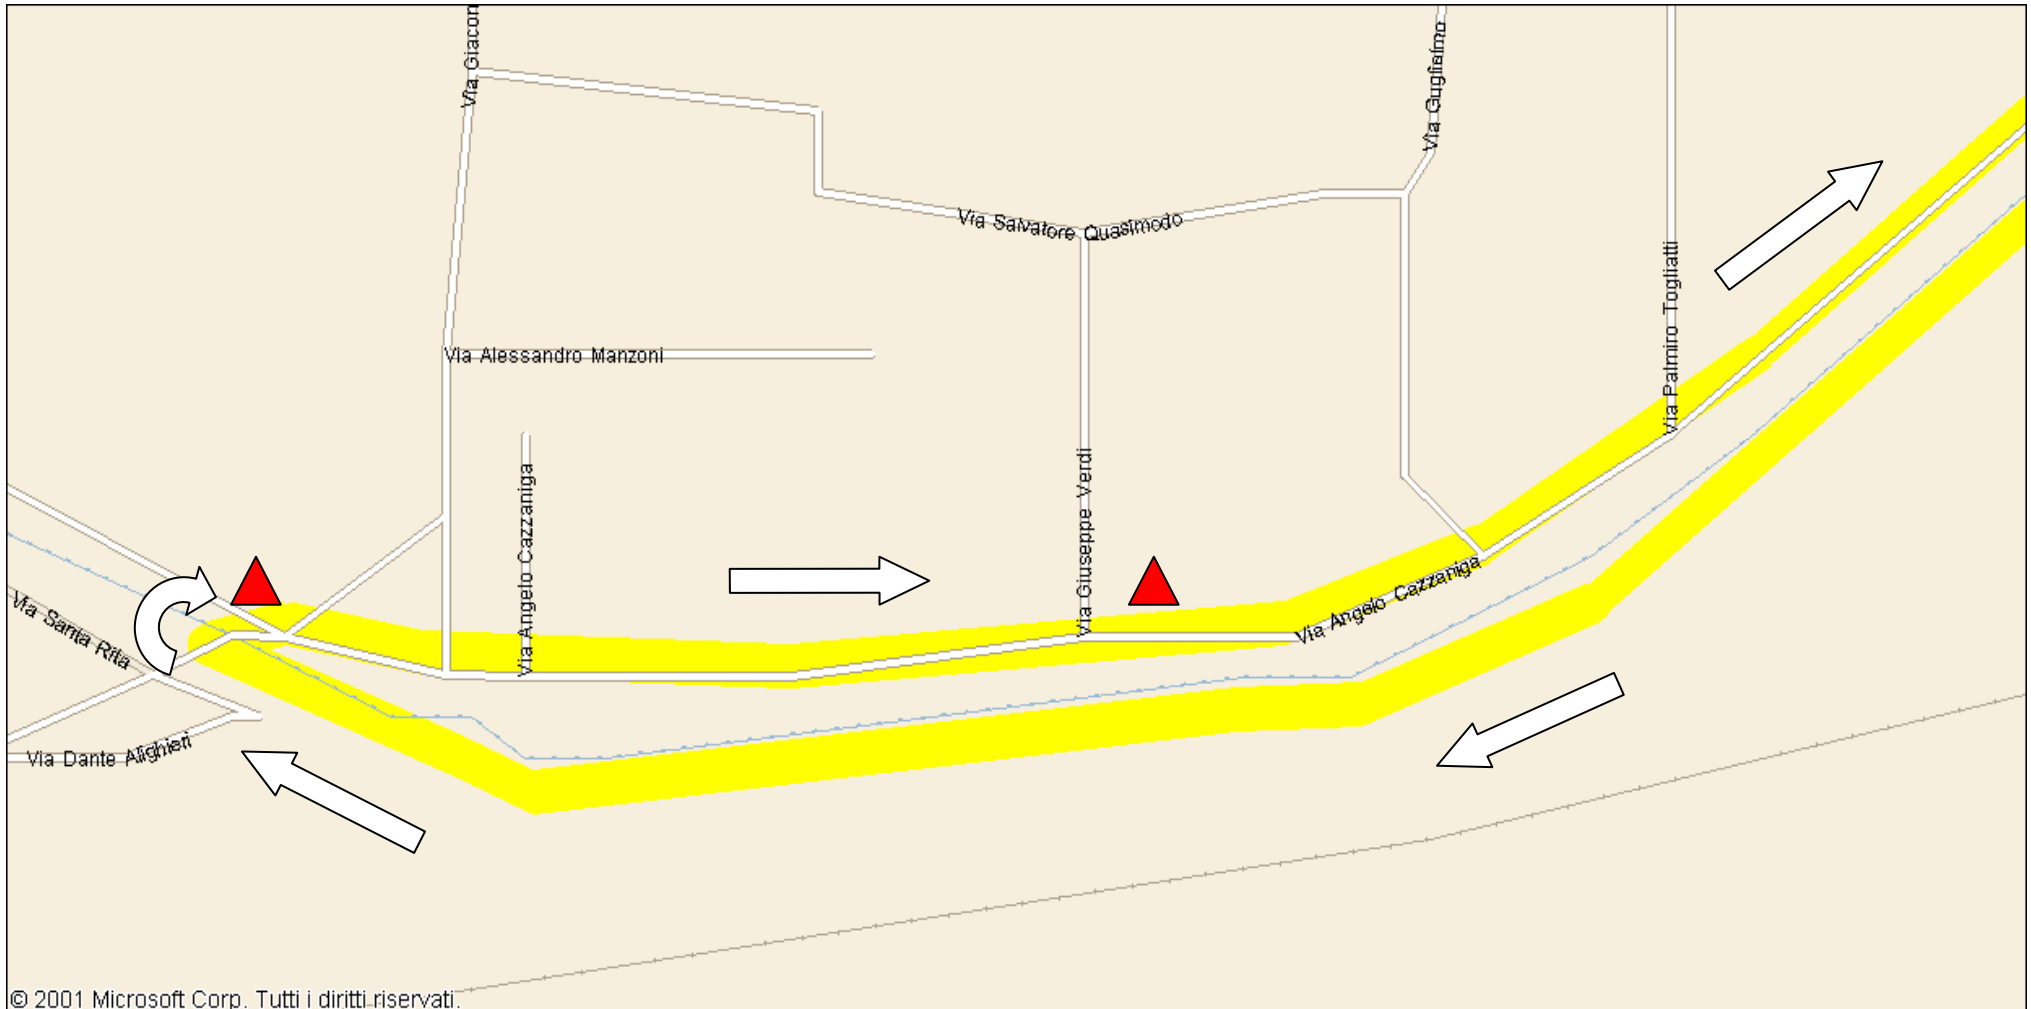 Via Giacon
Via Guglielmo
Via Salvatore Quasimodo
Via Palmiro Togliatti
Via Alessandro Manzoni
Via Angelo Cazzaniga
Via Giuseppe Verdi
Via Angelo Cazzaniga
Via Santa Rita
Via Dante Alighieri
© 2001 Microsoft Corp. Tutti i diritti riservati.